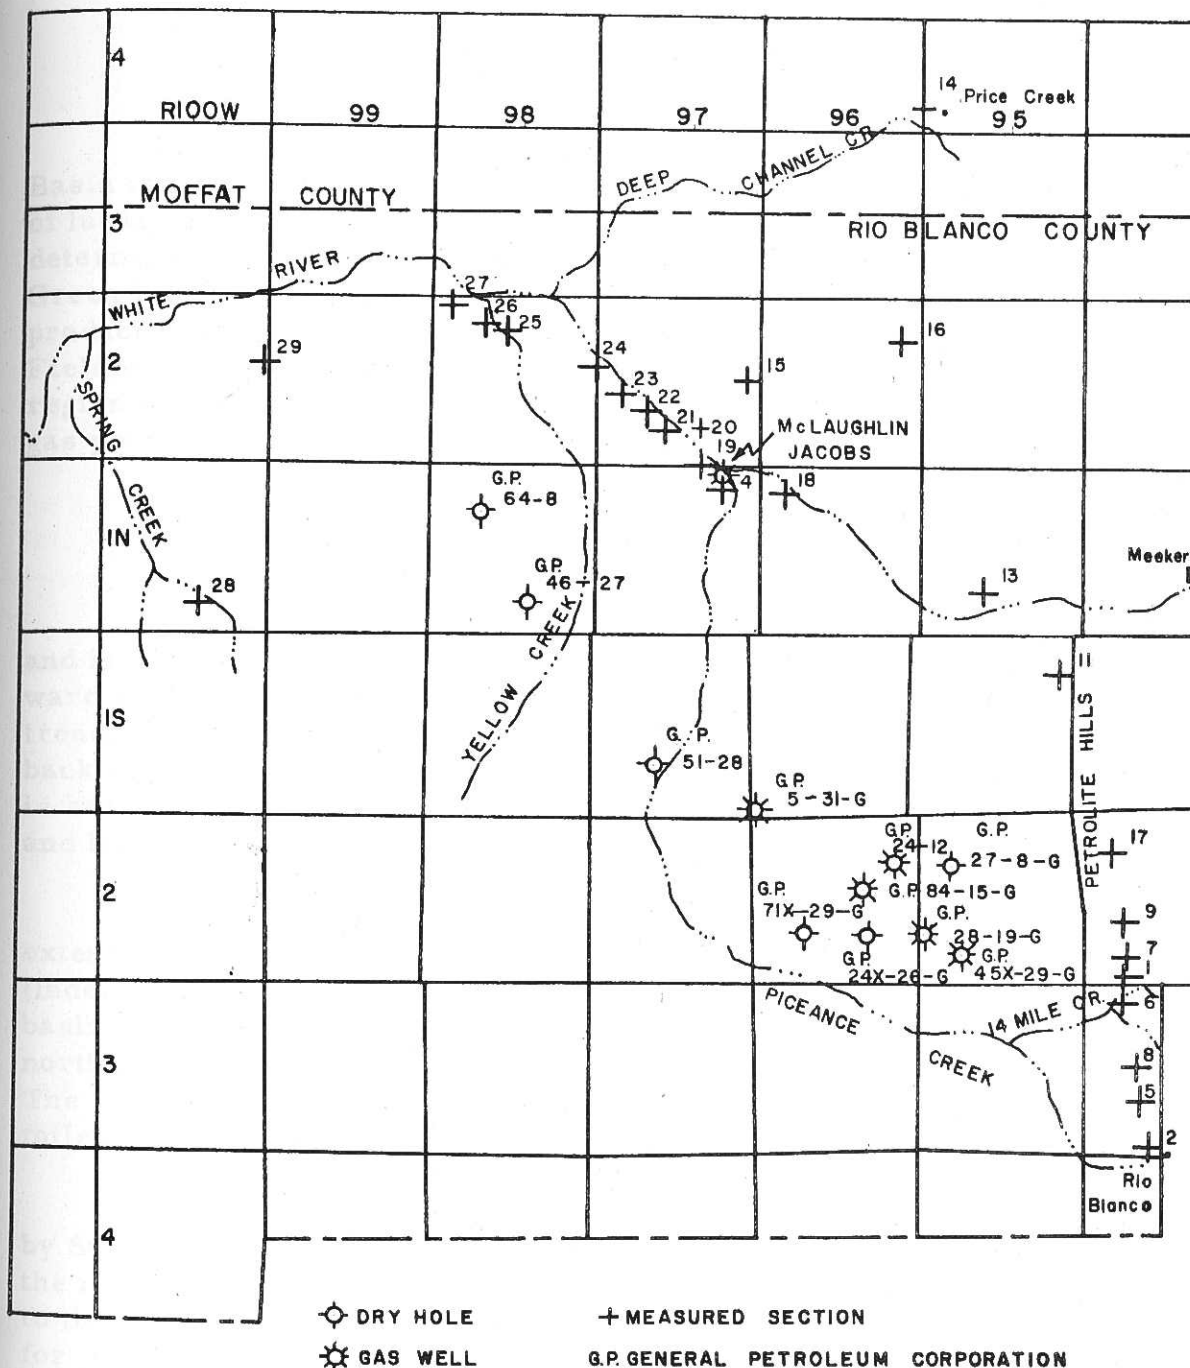 4
14
Price Creek
R100W
99
98
97
96
95
DEEP
CHANNEL CR.
MOFFAT COUNTY
3
RIO BLANCO COUNTY
WHITE
RIVER
27
26
25
16
2
29
24
15
23
22
21
20
SPRING
CREEK
19
McLAUGHLIN
JACOBS
4
18
G.P.
64-8
1N
G.P.
46-27
Meeker
28
13
11
1S
YELLOW
CREEK
PETROLITE HILLS
G. P.
51-28
G.P.
5-31-G
G.P.
24-12
G.P.
27-8-G
17
2
G.P. 84-15-G
G.P.
71X-29-G
G.P.
28-19-G
9
G.P.
24X-26-G
G.P.
45X-29-G
7
1
6
PICEANCE
CREEK
14 MILE CR.
3
8
5
2
Rio
Blanco
4
DRY HOLE
MEASURED SECTION
GAS WELL
G.P. GENERAL PETROLEUM CORPORATION